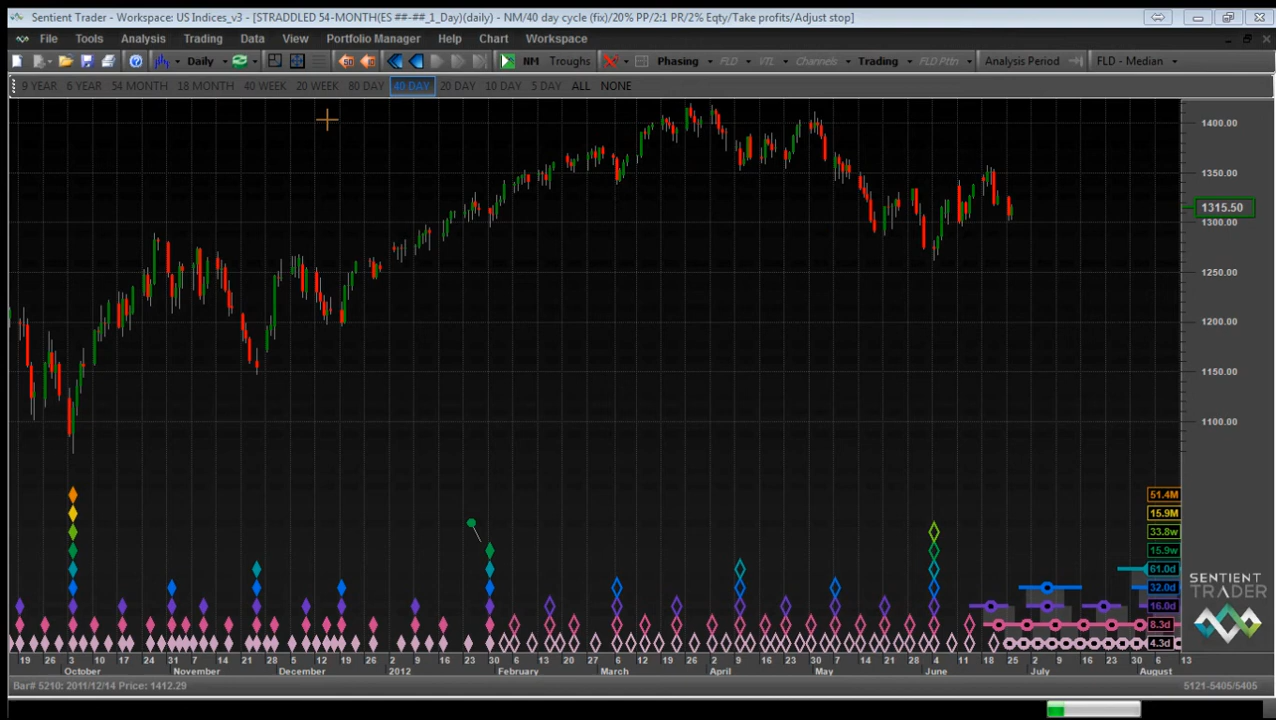 Sentient Trader - Workspace: US Indices_v3 - [STRADDLED 54-MONTH(ES ##-##_1_Day)(daily) - NM/40 day cycle (fix)/20% PP/2:1 PR/2% Eqty/Take profits/Adjust stop]
File Tools Analysis Trading Data View Portfolio Manager Help Chart Workspace
Daily 50 NM Troughs Phasing FLD VTL Channels Trading FLD Pttn Analysis Period FLD - Median
9 YEAR 6 YEAR 54 MONTH 18 MONTH 40 WEEK 20 WEEK 80 DAY 40 DAY 20 DAY 10 DAY 5 DAY ALL NONE
1400.00
1350.00
1315.50
1300.00
1250.00
1200.00
1150.00
1100.00
51.4M
15.9M
33.8w
15.9w
61.0d
32.0d
16.0d
8.3d
4.3d
SENTIENT
TRADER
19 26 3 10 17 24 31 7 14 21 28 5 12 19 26 3 9 16 23 30 6 13 20 27 6 12 19 26 2 9 16 23 30 7 14 21 28 4 11 18 25 2 9 16 23 30 6 13
October November December 2012 February March April May June July August
Bar# 5210: 2011/12/14 Price: 1412.29 5121-5405/5405